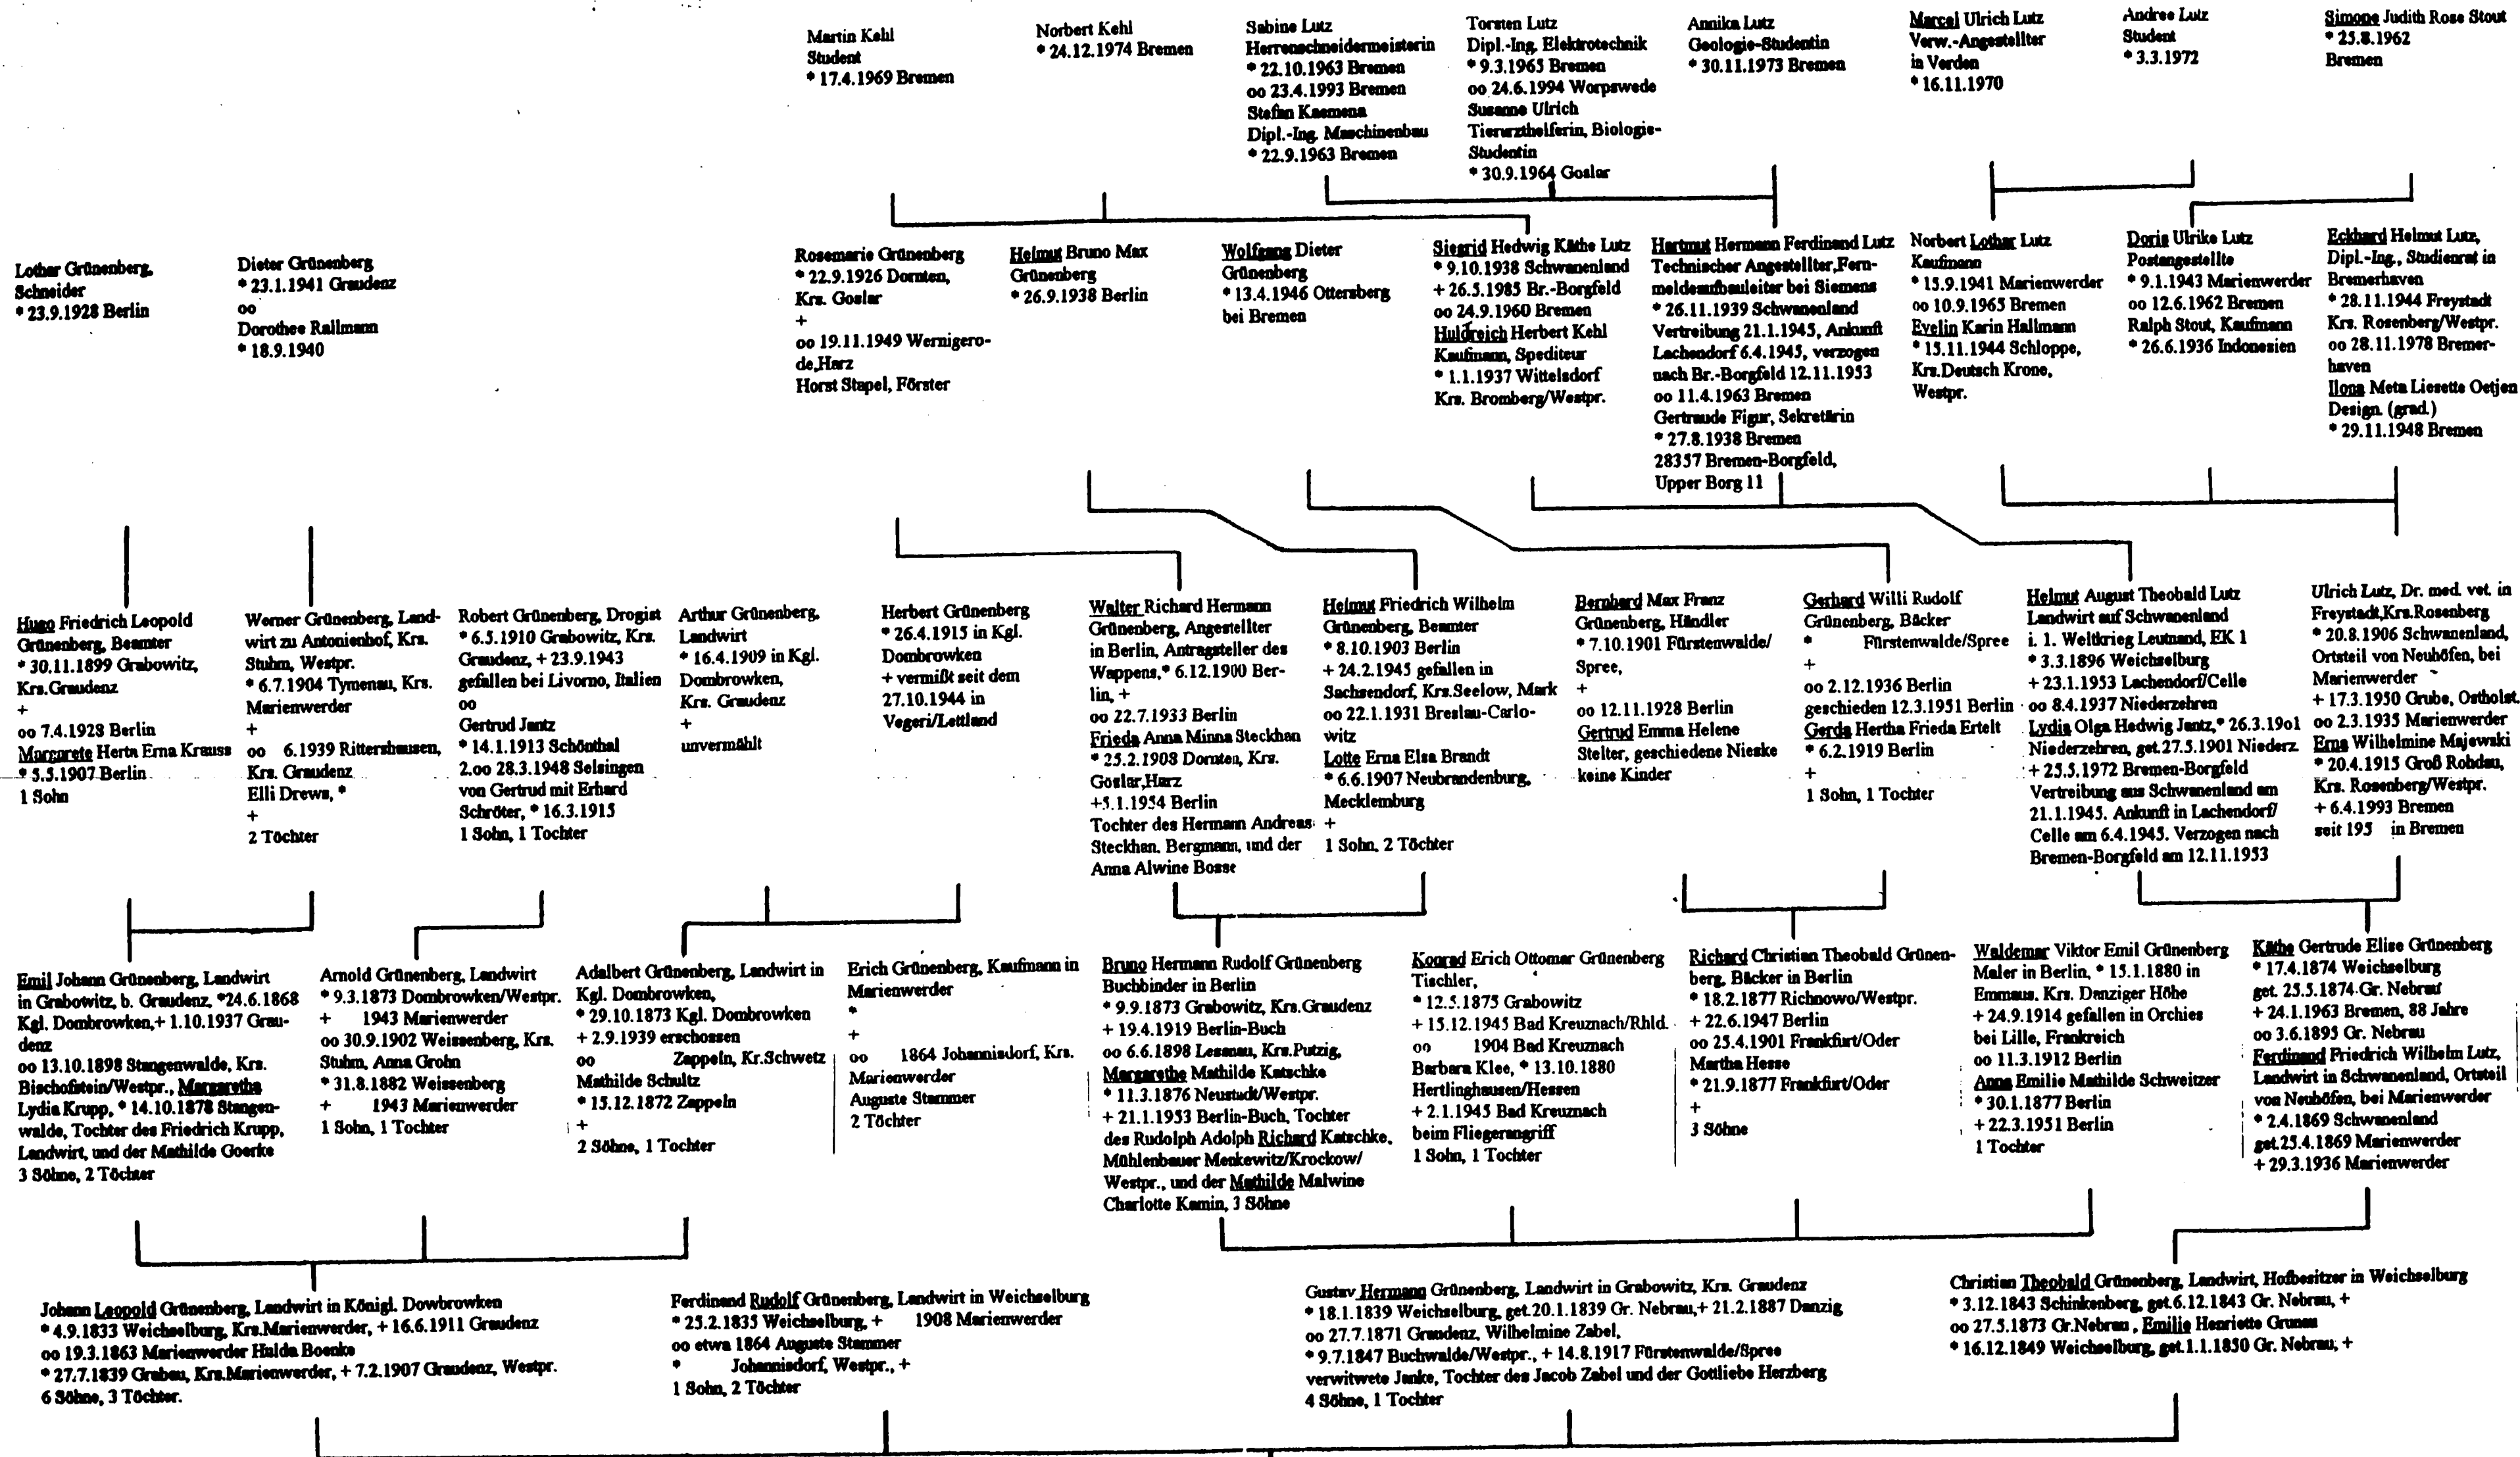 Martin Kehl
Student
* 17.4.1969 Bremen
Norbert Kehl
* 24.12.1974 Bremen
Sabine Lutz
Herrenschneidermeisterin
* 22.10.1963 Bremen
oo 23.4.1993 Bremen
Stefan Kaemena
Dipl.-Ing. Maschinenbau
* 22.9.1963 Bremen
Torsten Lutz
Dipl.-Ing. Elektrotechnik
* 9.3.1965 Bremen
oo 24.6.1994 Worpswede
Susanne Ulrich
Tierarzthelferin, Biologie-
Studentin
* 30.9.1964 Goslar
Annika Lutz
Geologie-Studentin
* 30.11.1973 Bremen
Marcel Ulrich Lutz
Verw.-Angestellter
in Verden
* 16.11.1970
Andree Lutz
Student
* 3.3.1972
Simone Judith Rose Stout
* 25.8.1962
Bremen
Lothar Grünenberg,
Schneider
* 23.9.1928 Berlin
Dieter Grünenberg
* 23.1.1941 Graudenz
oo
Dorothee Rallmann
* 18.9.1940
Rosemarie Grünenberg
* 22.9.1926 Dornten,
Krs. Goslar
+
oo 19.11.1949 Wernigero-
de,Harz
Horst Stapel, Förster
Helmut Bruno Max
Grünenberg
* 26.9.1938 Berlin
Wolfgang Dieter
Grünenberg
* 13.4.1946 Ottersberg
bei Bremen
Siegrid Hedwig Käthe Lutz
* 9.10.1938 Schwanenland
+ 26.5.1985 Br.-Borgfeld
oo 24.9.1960 Bremen
Huldreich Herbert Kehl
Kaufmann, Spediteur
* 1.1.1937 Wittelsdorf
Krs. Bromberg/Westpr.
Hartmut Hermann Ferdinand Lutz
Technischer Angestellter,Fern-
meldeaufbauleiter bei Siemens
* 26.11.1939 Schwanenland
Vertreibung 21.1.1945, Ankunft
Lachendorf 6.4.1945, verzogen
nach Br.-Borgfeld 12.11.1953
oo 11.4.1963 Bremen
Gertraude Figur, Sekretärin
* 27.8.1938 Bremen
28357 Bremen-Borgfeld,
Upper Borg 11
Norbert Lothar Lutz
Kaufmann
* 15.9.1941 Marienwerder
oo 10.9.1965 Bremen
Evelin Karin Hallmann
* 15.11.1944 Schloppe,
Krs.Deutsch Krone,
Westpr.
Doris Ulrike Lutz
Postangestellte
* 9.1.1943 Marienwerder
oo 12.6.1962 Bremen
Ralph Stout, Kaufmann
* 26.6.1936 Indonesien
Eckhard Helmut Lutz,
Dipl.-Ing., Studienrat in
Bremerhaven
* 28.11.1944 Freystadt
Krs. Rosenberg/Westpr.
oo 28.11.1978 Bremer-
haven
Ilona Meta Liesette Oetjen
Design. (grad.)
* 29.11.1948 Bremen
Hugo Friedrich Leopold
Grünenberg, Beamter
* 30.11.1899 Grabowitz,
Krs.Graudenz
+
oo 7.4.1928 Berlin
Margarete Herta Erna Krauss
* 5.5.1907 Berlin
1 Sohn
Werner Grünenberg, Land-
wirt zu Antonienhof, Krs.
Stuhm, Westpr.
* 6.7.1904 Tymenau, Krs.
Marienwerder
+
oo 6.1939 Rittershausen,
Krs. Graudenz
Elli Drews, *
+
2 Töchter
Robert Grünenberg, Drogist
* 6.5.1910 Grabowitz, Krs.
Graudenz, + 23.9.1943
gefallen bei Livorno, Italien
oo
Gertrud Jantz
* 14.1.1913 Schönthal
2.oo 28.3.1948 Selsingen
von Gertrud mit Erhard
Schröter, * 16.3.1915
1 Sohn, 1 Tochter
Arthur Grünenberg,
Landwirt
* 16.4.1909 in Kgl.
Dombrowken,
Krs. Graudenz
+
unvermählt
Herbert Grünenberg
* 26.4.1915 in Kgl.
Dombrowken
+ vermißt seit dem
27.10.1944 in
Vegeri/Lettland
Walter Richard Hermann
Grünenberg, Angestellter
in Berlin, Antragsteller des
Wappens,* 6.12.1900 Ber-
lin, +
oo 22.7.1933 Berlin
Frieda Anna Minna Steckhan
* 25.2.1908 Dornten, Krs.
Goslar,Harz
+5.1.1954 Berlin
Tochter des Hermann Andreas
Steckhan, Bergmann, und der
Anna Alwine Bosse
Helmut Friedrich Wilhelm
Grünenberg, Beamter
* 8.10.1903 Berlin
+ 24.2.1945 gefallen in
Sachsendorf, Krs.Seelow, Mark
oo 22.1.1931 Breslau-Carlo-
witz
Lotte Erna Elsa Brandt
* 6.6.1907 Neubrandenburg,
Mecklemburg
+
1 Sohn, 2 Töchter
Bernhard Max Franz
Grünenberg, Händler
* 7.10.1901 Fürstenwalde/
Spree,
+
oo 12.11.1928 Berlin
Gertrud Emma Helene
Stelter, geschiedene Nieske
keine Kinder
Gerhard Willi Rudolf
Grünenberg, Bäcker
* Fürstenwalde/Spree
+
oo 2.12.1936 Berlin
geschieden 12.3.1951 Berlin
Gerda Hertha Frieda Ertelt
* 6.2.1919 Berlin
+
1 Sohn, 1 Tochter
Helmut August Theobald Lutz
Landwirt auf Schwanenland
i. 1. Weltkrieg Leutnand, EK 1
* 3.3.1896 Weichselburg
+ 23.1.1953 Lachendorf/Celle
oo 8.4.1937 Niederzehren
Lydia Olga Hedwig Jantz,* 26.3.19o1
Niederzehren, get.27.5.1901 Niederz.
+ 25.5.1972 Bremen-Borgfeld
Vertreibung aus Schwanenland am
21.1.1945. Ankunft in Lachendorf/
Celle am 6.4.1945. Verzogen nach
Bremen-Borgfeld am 12.11.1953
Ulrich Lutz, Dr. med. vet. in
Freystadt,Krs.Rosenberg
* 20.8.1906 Schwanenland,
Ortsteil von Neuhöfen, bei
Marienwerder
+ 17.3.1950 Grube, Ostholst.
oo 2.3.1935 Marienwerder
Erna Wilhelmine Majewski
* 20.4.1915 Groß Rohdau,
Krs. Rosenberg/Westpr.
+ 6.4.1993 Bremen
seit 195 in Bremen
Emil Johann Grünenberg, Landwirt
in Grabowitz, b. Graudenz, *24.6.1868
Kgl. Dombrowken,+ 1.10.1937 Grau-
denz
oo 13.10.1898 Stangenwalde, Krs.
Bischofstein/Westpr., Margaretha
Lydia Krupp, * 14.10.1878 Stangen-
walde, Tochter des Friedrich Krupp,
Landwirt, und der Mathilde Goerke
3 Söhne, 2 Töchter
Arnold Grünenberg, Landwirt
* 9.3.1873 Dombrowken/Westpr.
+ 1943 Marienwerder
oo 30.9.1902 Weissenberg, Krs.
Stuhm, Anna Grohn
* 31.8.1882 Weissenberg
+ 1943 Marienwerder
1 Sohn, 1 Tochter
Adalbert Grünenberg, Landwirt in
Kgl. Dombrowken,
* 29.10.1873 Kgl. Dombrowken
+ 2.9.1939 erschossen
oo Zappeln, Kr.Schwetz
Mathilde Schultz
* 15.12.1872 Zappeln
+
2 Söhne, 1 Tochter
Erich Grünenberg, Kaufmann in
Marienwerder
*
+
oo 1864 Johannisdorf, Krs.
Marienwerder
Auguste Stammer
2 Töchter
Bruno Hermann Rudolf Grünenberg
Buchbinder in Berlin
* 9.9.1873 Grabowitz, Krs.Graudenz
+ 19.4.1919 Berlin-Buch
oo 6.6.1898 Lessnau, Krs.Putzig,
Margarethe Mathilde Katschke
* 11.3.1876 Neustadt/Westpr.
+ 21.1.1953 Berlin-Buch, Tochter
des Rudolph Adolph Richard Katschke,
Mühlenbauer Menkewitz/Krockow/
Westpr., und der Mathilde Malwine
Charlotte Kamin, 3 Söhne
Konrad Erich Ottomar Grünenberg
Tischler,
* 12.5.1875 Grabowitz
+ 15.12.1945 Bad Kreuznach/Rhld.
oo 1904 Bad Kreuznach
Barbara Klee, * 13.10.1880
Hertlinghausen/Hessen
+ 2.1.1945 Bad Kreuznach
beim Fliegerangriff
1 Sohn, 1 Tochter
Richard Christian Theobald Grünen-
berg, Bäcker in Berlin
* 18.2.1877 Richnowo/Westpr.
+ 22.6.1947 Berlin
oo 25.4.1901 Frankfurt/Oder
Martha Hesse
* 21.9.1877 Frankfurt/Oder
+
3 Söhne
Waldemar Viktor Emil Grünenberg
Maler in Berlin, * 15.1.1880 in
Emmaus, Krs. Danziger Höhe
+ 24.9.1914 gefallen in Orchies
bei Lille, Frankreich
oo 11.3.1912 Berlin
Anna Emilie Mathilde Schweitzer
* 30.1.1877 Berlin
+ 22.3.1951 Berlin
1 Tochter
Käthe Gertrude Elise Grünenberg
* 17.4.1874 Weichselburg
get. 25.5.1874 Gr. Nebrau
+ 24.1.1963 Bremen, 88 Jahre
oo 3.6.1895 Gr. Nebrau
Ferdinand Friedrich Wilhelm Lutz,
Landwirt in Schwanenland, Ortsteil
von Neuhöfen, bei Marienwerder
* 2.4.1869 Schwanenland
get.25.4.1869 Marienwerder
+ 29.3.1936 Marienwerder
Johann Leopold Grünenberg, Landwirt in Königl. Dowbrowken
* 4.9.1833 Weichselburg, Krs.Marienwerder, + 16.6.1911 Graudenz
oo 19.3.1863 Marienwerder Hulda Boenke
* 27.7.1839 Grabau, Krs.Marienwerder, + 7.2.1907 Graudenz, Westpr.
6 Söhne, 3 Töchter.
Ferdinand Rudolf Grünenberg, Landwirt in Weichselburg
* 25.2.1835 Weichselburg, + 1908 Marienwerder
oo etwa 1864 Auguste Stammer
* Johannisdorf, Westpr., +
1 Sohn, 2 Töchter
Gustav Hermann Grünenberg, Landwirt in Grabowitz, Krs. Graudenz
* 18.1.1839 Weichselburg, get.20.1.1839 Gr. Nebrau,+ 21.2.1887 Danzig
oo 27.7.1871 Graudenz, Wilhelmine Zabel,
* 9.7.1847 Buchwalde/Westpr., + 14.8.1917 Fürstenwalde/Spree
verwitwete Janke, Tochter des Jacob Zabel und der Gottliebe Herzberg
4 Söhne, 1 Tochter
Christian Theobald Grünenberg, Landwirt, Hofbesitzer in Weichselburg
* 3.12.1843 Schinkenberg, get.6.12.1843 Gr. Nebrau, +
oo 27.5.1873 Gr.Nebrau , Emilie Henriette Grunau
* 16.12.1849 Weichselburg, get.1.1.1850 Gr. Nebrau, +